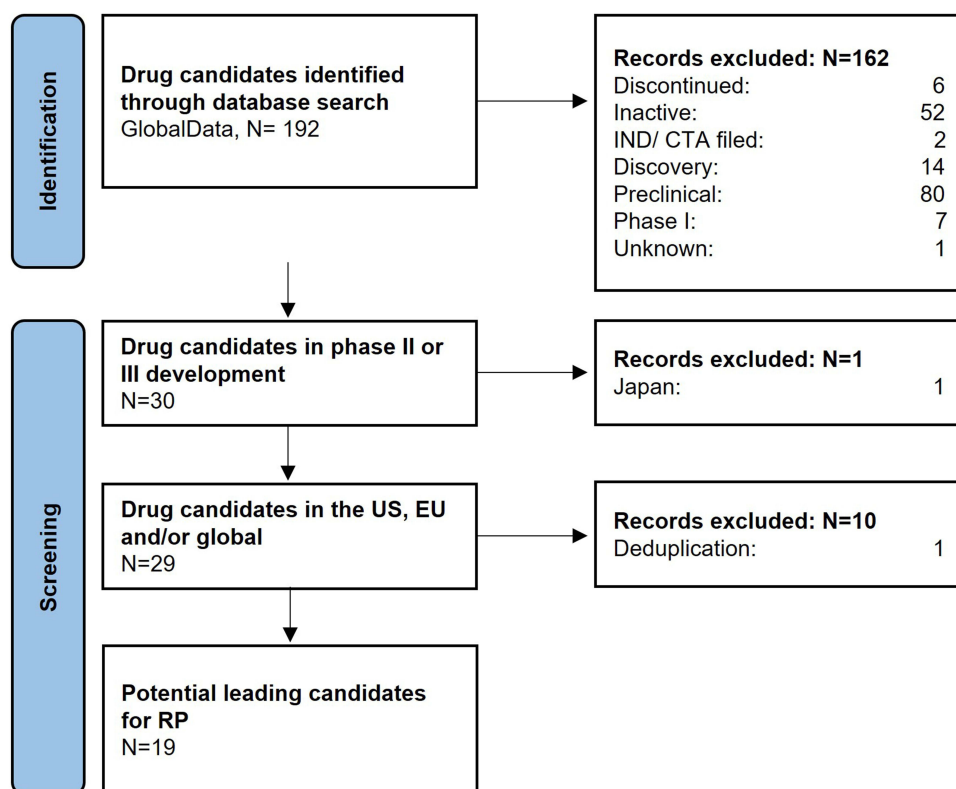 Identification
Drug candidates identified
through database search
GlobalData, N= 192
Records excluded: N=162
Discontinued: 6
Inactive: 52
IND/ CTA filed: 2
Discovery: 14
Preclinical: 80
Phase I: 7
Unknown: 1
Screening
Drug candidates in phase II or
III development
N=30
Records excluded: N=1
Japan: 1
Drug candidates in the US, EU
and/or global
N=29
Records excluded: N=10
Deduplication: 1
Potential leading candidates
for RP
N=19